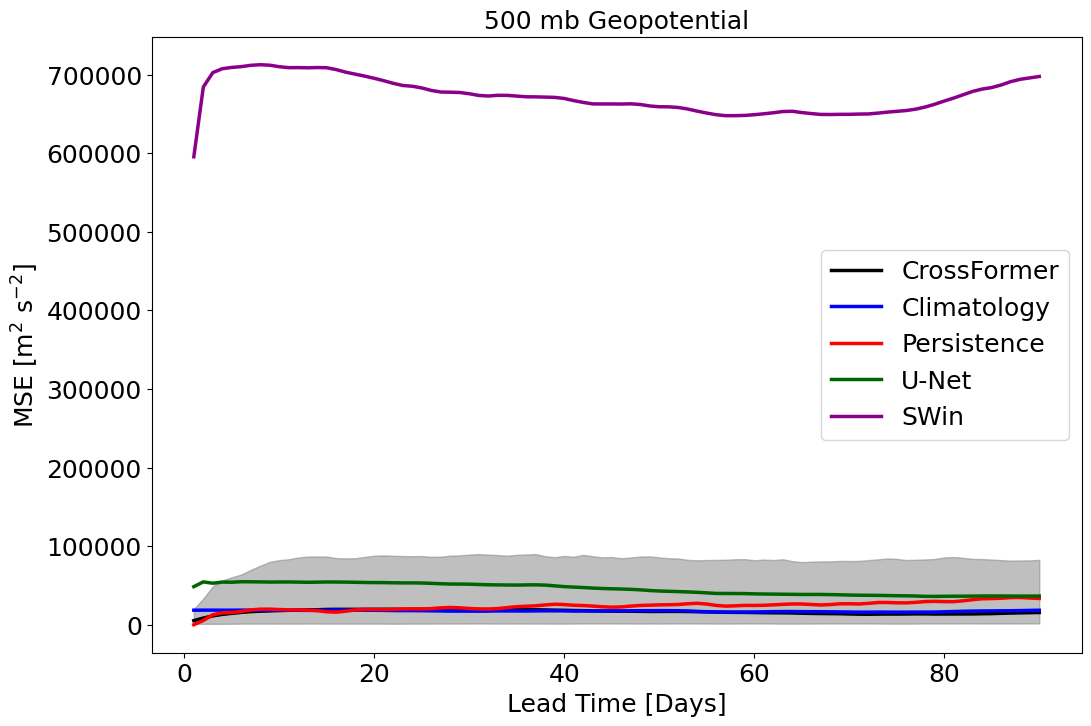 500 mb Geopotential
MSE [m² s⁻²]
700000
600000
500000
400000
300000
200000
100000
0
CrossFormer
Climatology
Persistence
U-Net
SWin
0 20 40 60 80
Lead Time [Days]